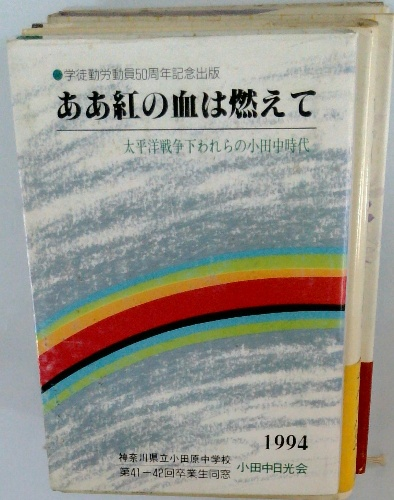 ●学徒勤労動員50周年記念出版
ああ紅の血は燃えて
太平洋戦争下われらの小田中時代
1994
神奈川県立小田原中学校
第41－42回卒業生同窓 小田中日光会